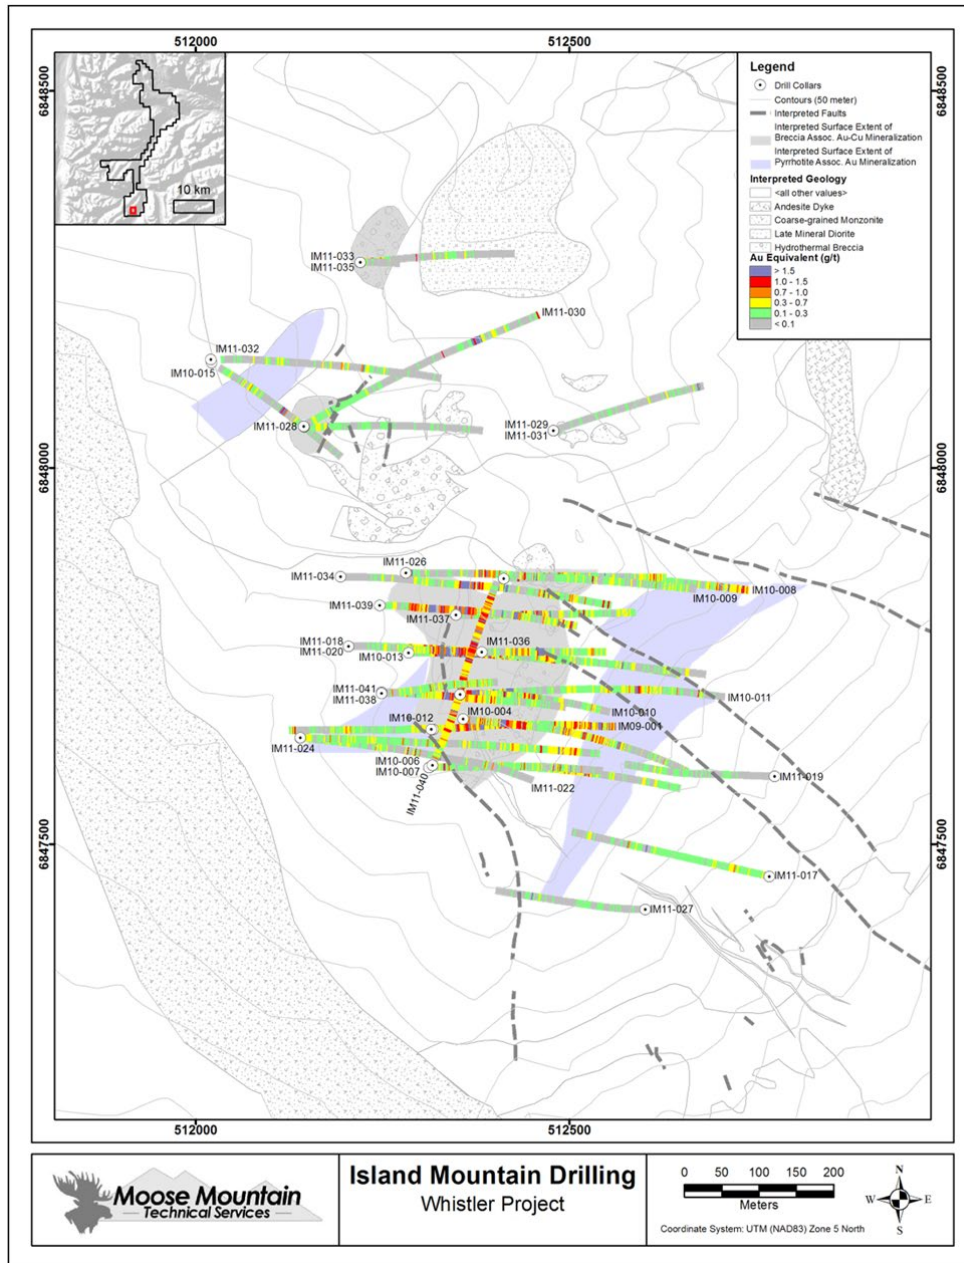 512000
512500
6848500
6848500
10 km
Legend
Drill Collars
Contours (50 meter)
Interpreted Faults
Interpreted Surface Extent of
Breccia Assoc. Au-Cu Mineralization
Interpreted Surface Extent of
Pyrrhotite Assoc. Au Mineralization
Interpreted Geology
<all other values>
Andesite Dyke
Coarse-grained Monzonite
Late Mineral Diorite
Hydrothermal Breccia
Au Equivalent (g/t)
> 1.5
1.0 - 1.5
0.7 - 1.0
0.3 - 0.7
0.1 - 0.3
< 0.1
IM11-033
IM11-035
IM11-030
IM11-032
IM10-015
IM11-028
IM11-029
IM11-031
6848000
6848000
IM11-026
IM11-034
IM10-008
IM10-009
IM11-039
IM11-037
IM11-018
IM11-020
IM10-013
IM11-036
IM11-041
IM11-038
IM10-011
IM10-010
IM10-004
IM09-001
IM10-012
IM11-024
IM10-006
IM10-007
IM11-040
IM11-022
IM11-019
6847500
6847500
IM11-017
IM11-027
512000
512500
Moose Mountain
Technical Services
Island Mountain Drilling
Whistler Project
0 50 100 150 200
Meters
Coordinate System: UTM (NAD83) Zone 5 North
N
W
E
S